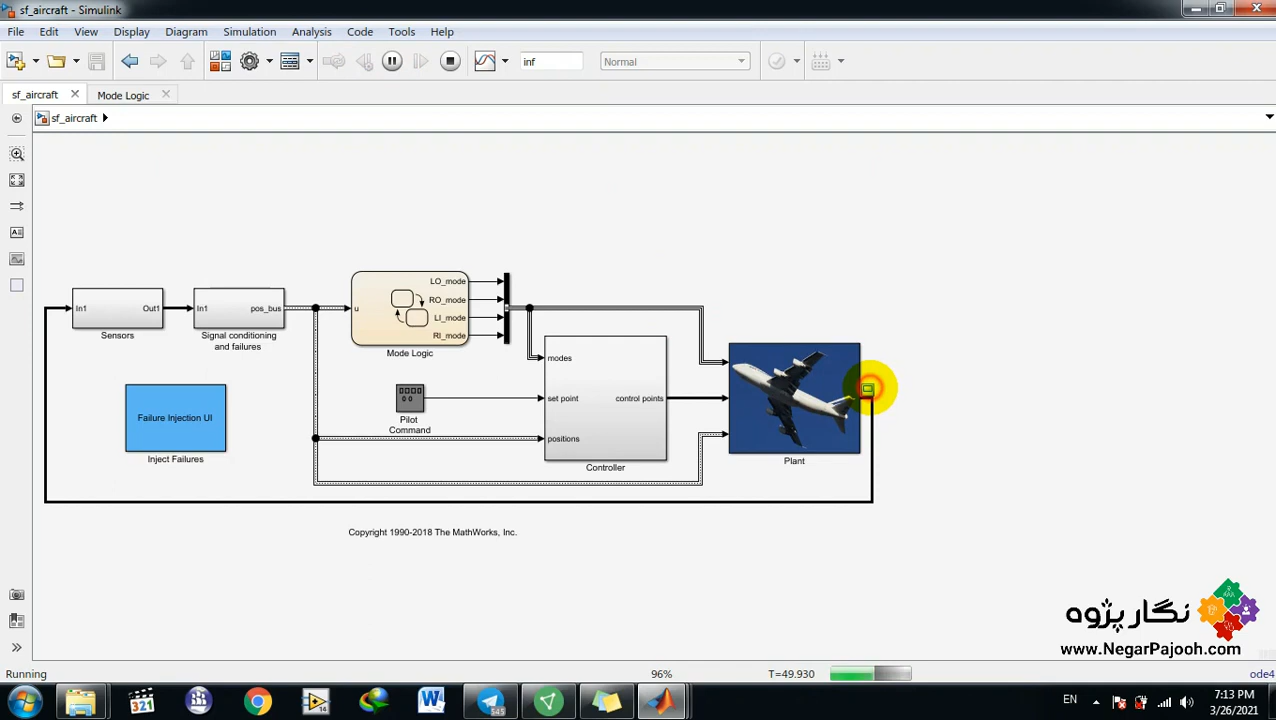 sf_aircraft - Simulink
File Edit View Display Diagram Simulation Analysis Code Tools Help
inf Normal
sf_aircraft Mode Logic
sf_aircraft
In1 Out1
Sensors
In1 pos_bus
Signal conditioning
and failures
u LO_mode
RO_mode
LI_mode
RI_mode
Mode Logic
Failure Injection UI
Inject Failures
Pilot
Command
modes
set point control points
positions
Controller
Plant
Copyright 1990-2018 The MathWorks, Inc.
نگار پژوه
www.NegarPajooh.com
Running 96% T=49.930 ode4
321
14
W
545
EN
7:13 PM
3/26/2021